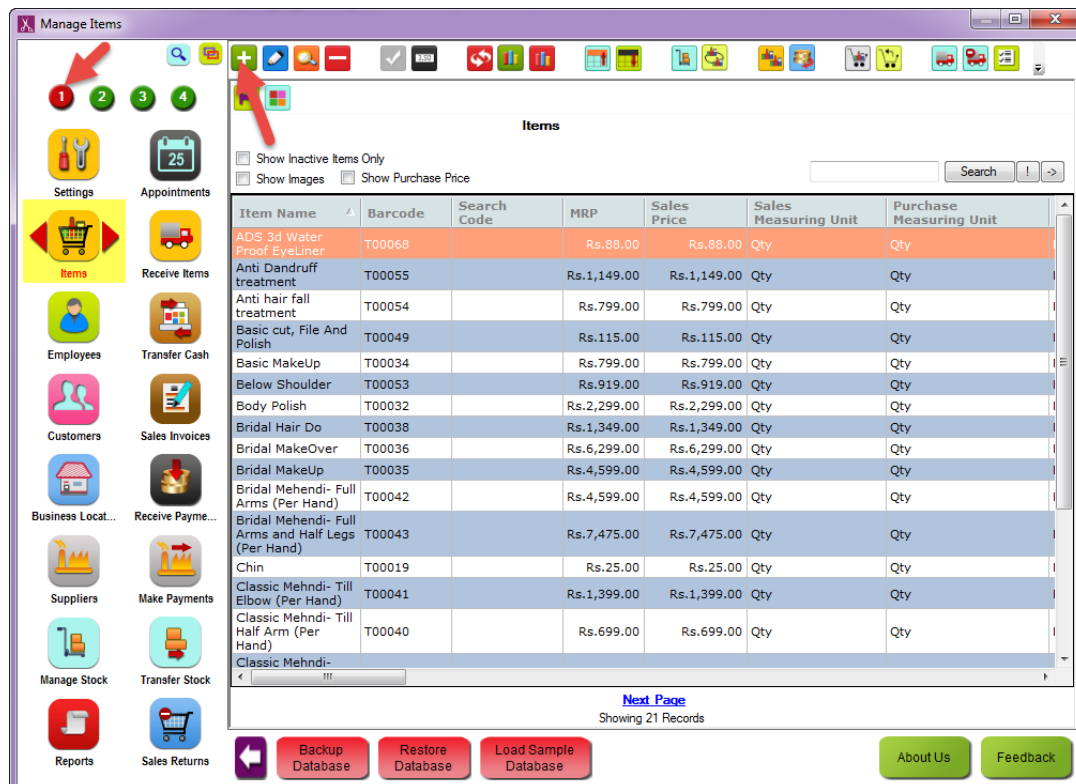 Manage Items
1 2 3 4
3.50
Settings
25
Appointments
Items
Receive Items
Employees
Transfer Cash
Customers
Sales Invoices
Business Locat...
Receive Payme...
Suppliers
Make Payments
Manage Stock
Transfer Stock
Reports
Sales Returns
Items
Show Inactive Items Only
Show Images Show Purchase Price
Search ! ->
Item Name Barcode Search Code MRP Sales Price Sales Measuring Unit Purchase Measuring Unit
ADS 3d Water
Proof EyeLiner T00068 Rs.88.00 Rs.88.00 Qty Qty
Anti Dandruff
treatment T00055 Rs.1,149.00 Rs.1,149.00 Qty Qty
Anti hair fall
treatment T00054 Rs.799.00 Rs.799.00 Qty Qty
Basic cut, File And
Polish T00049 Rs.115.00 Rs.115.00 Qty Qty
Basic MakeUp T00034 Rs.799.00 Rs.799.00 Qty Qty
Below Shoulder T00053 Rs.919.00 Rs.919.00 Qty Qty
Body Polish T00032 Rs.2,299.00 Rs.2,299.00 Qty Qty
Bridal Hair Do T00038 Rs.1,349.00 Rs.1,349.00 Qty Qty
Bridal MakeOver T00036 Rs.6,299.00 Rs.6,299.00 Qty Qty
Bridal MakeUp T00035 Rs.4,599.00 Rs.4,599.00 Qty Qty
Bridal Mehendi- Full
Arms (Per Hand) T00042 Rs.4,599.00 Rs.4,599.00 Qty Qty
Bridal Mehendi- Full
Arms and Half Legs T00043 Rs.7,475.00 Rs.7,475.00 Qty Qty
(Per Hand)
Chin T00019 Rs.25.00 Rs.25.00 Qty Qty
Classic Mehndi- Till
Elbow (Per Hand) T00041 Rs.1,399.00 Rs.1,399.00 Qty Qty
Classic Mehndi- Till
Half Arm (Per T00040 Rs.699.00 Rs.699.00 Qty Qty
Hand)
Classic Mehndi-
Next Page
Showing 21 Records
Backup
Database
Restore
Database
Load Sample
Database
About Us
Feedback